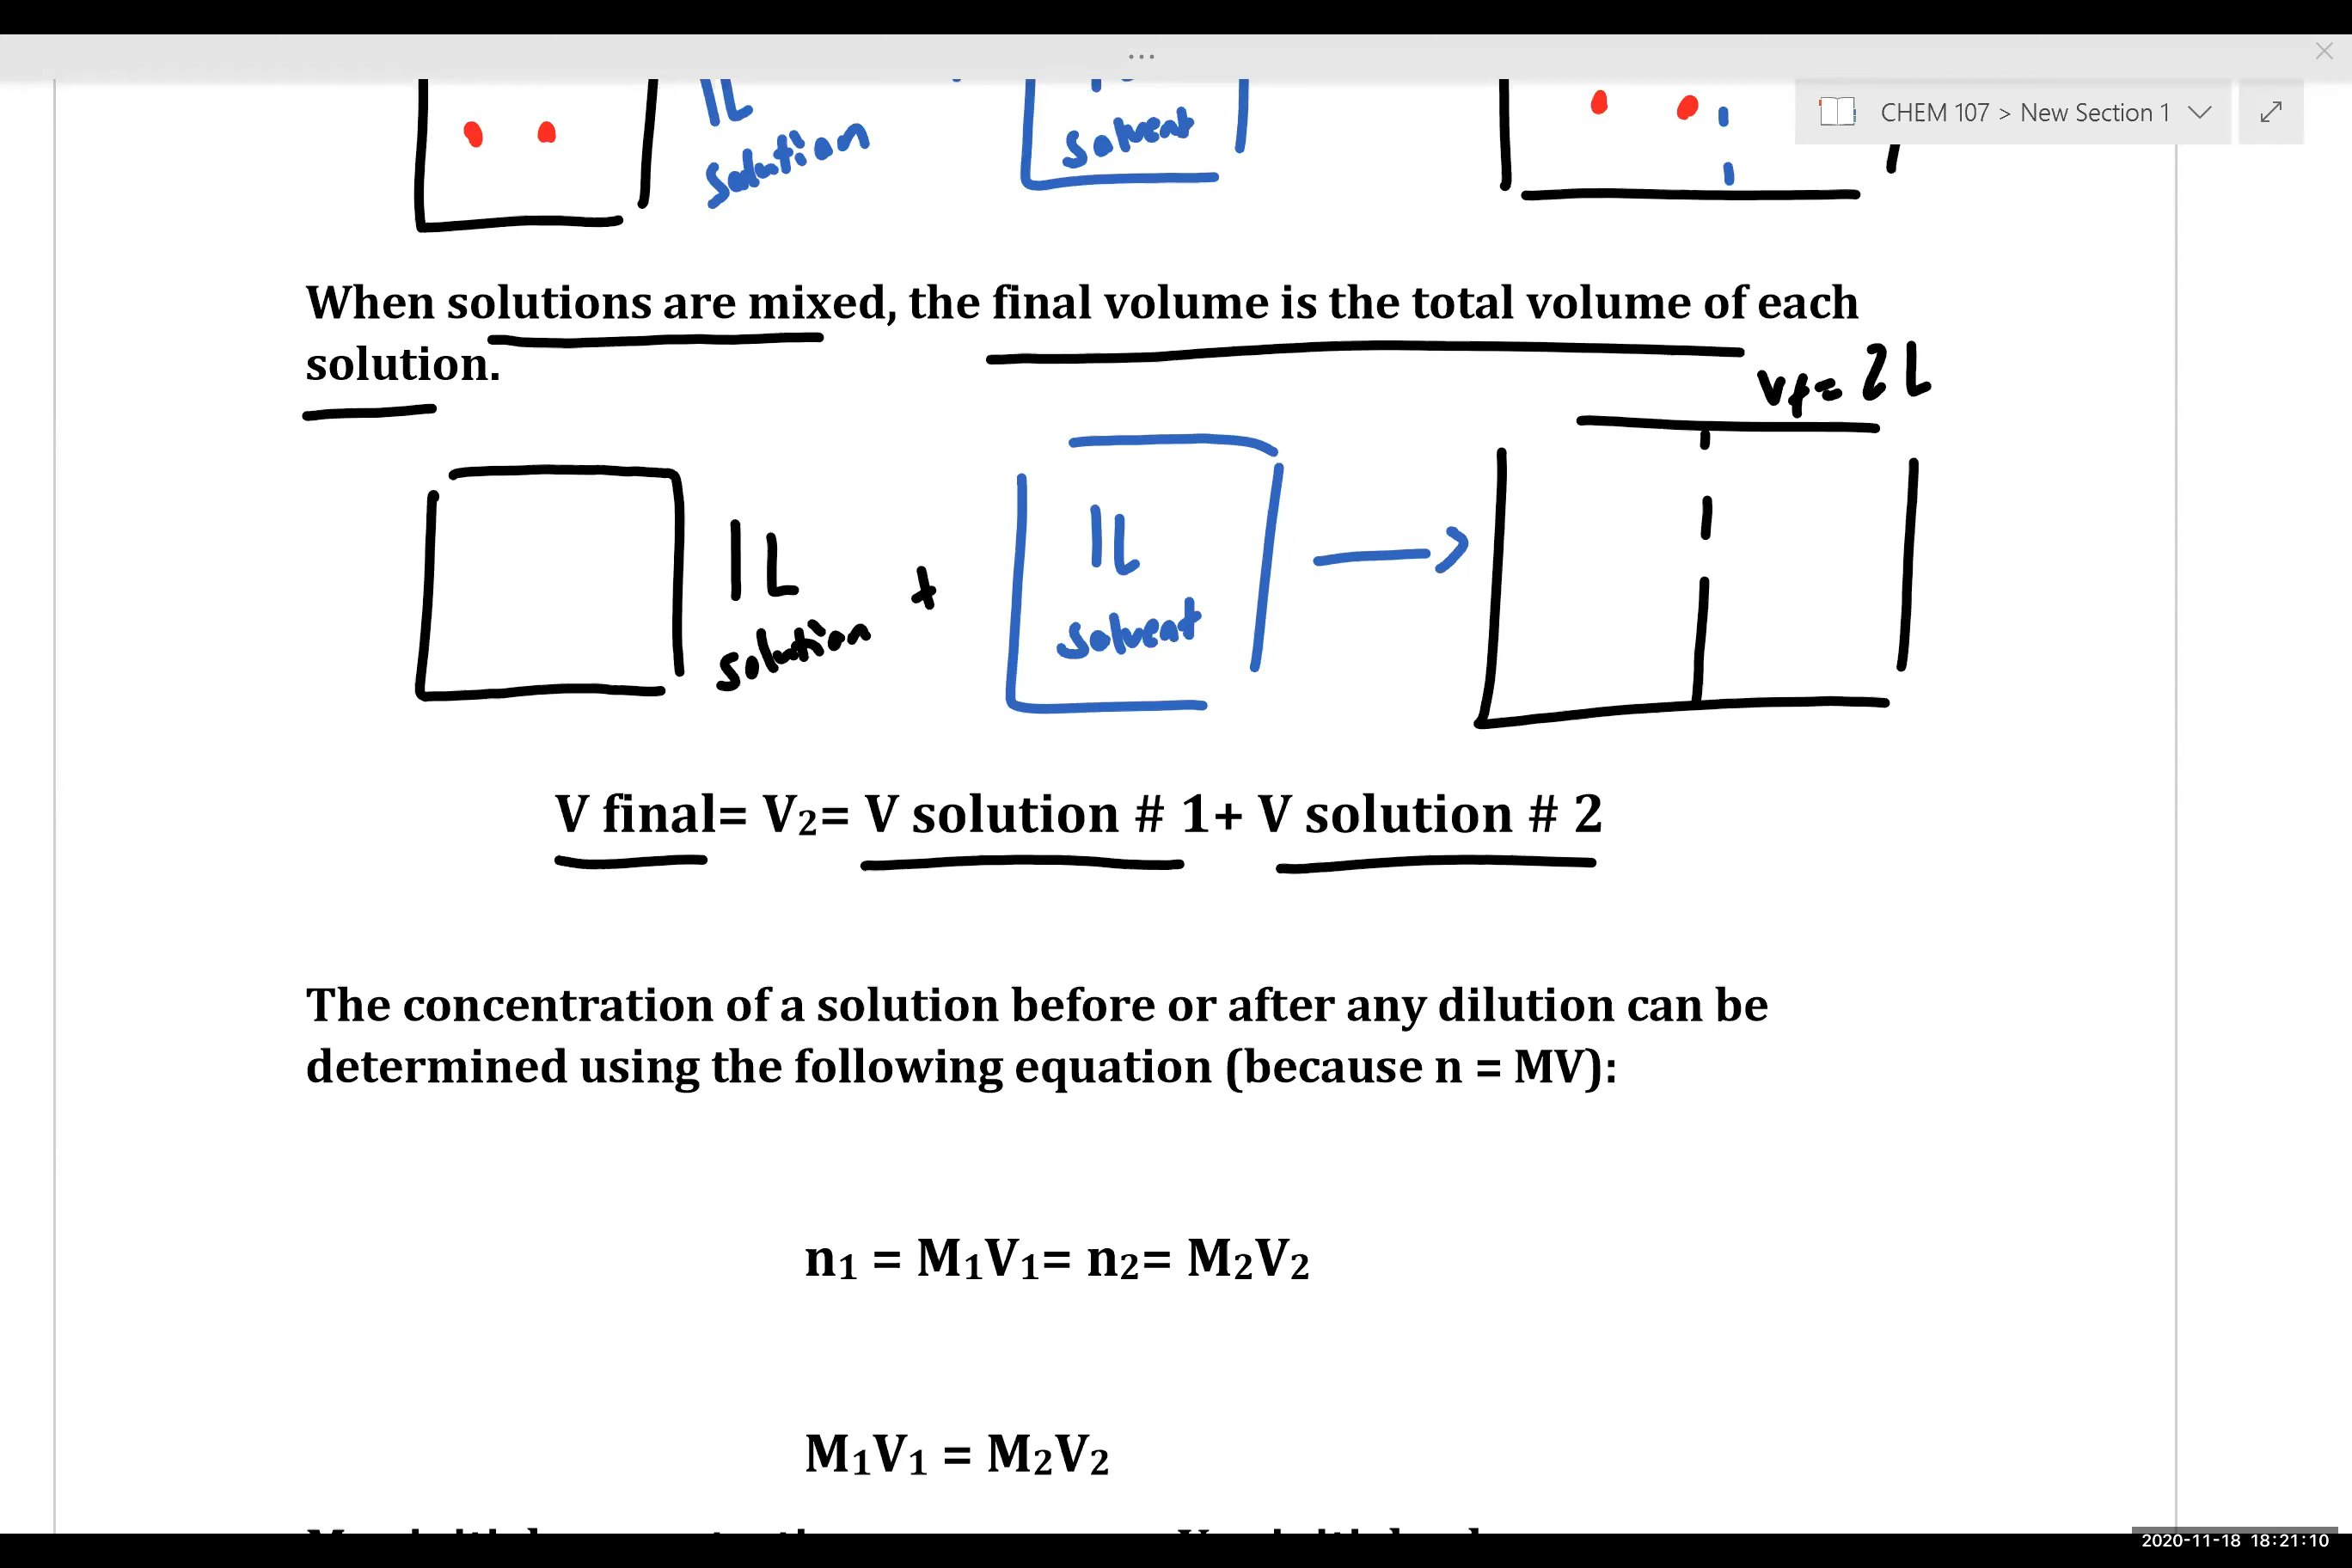 CHEM 107 > New Section 1
1L
solution
solvent
When solutions are mixed, the final volume is the total volume of each
solution.
Vf= 2L
1L
solution
+
1L
solvent
V final= V₂= V solution # 1+ V solution # 2
The concentration of a solution before or after any dilution can be
determined using the following equation (because n = MV):
n₁ = M₁V₁= n₂= M₂V₂
M₁V₁ = M₂V₂
2020-11-18 18:21:10